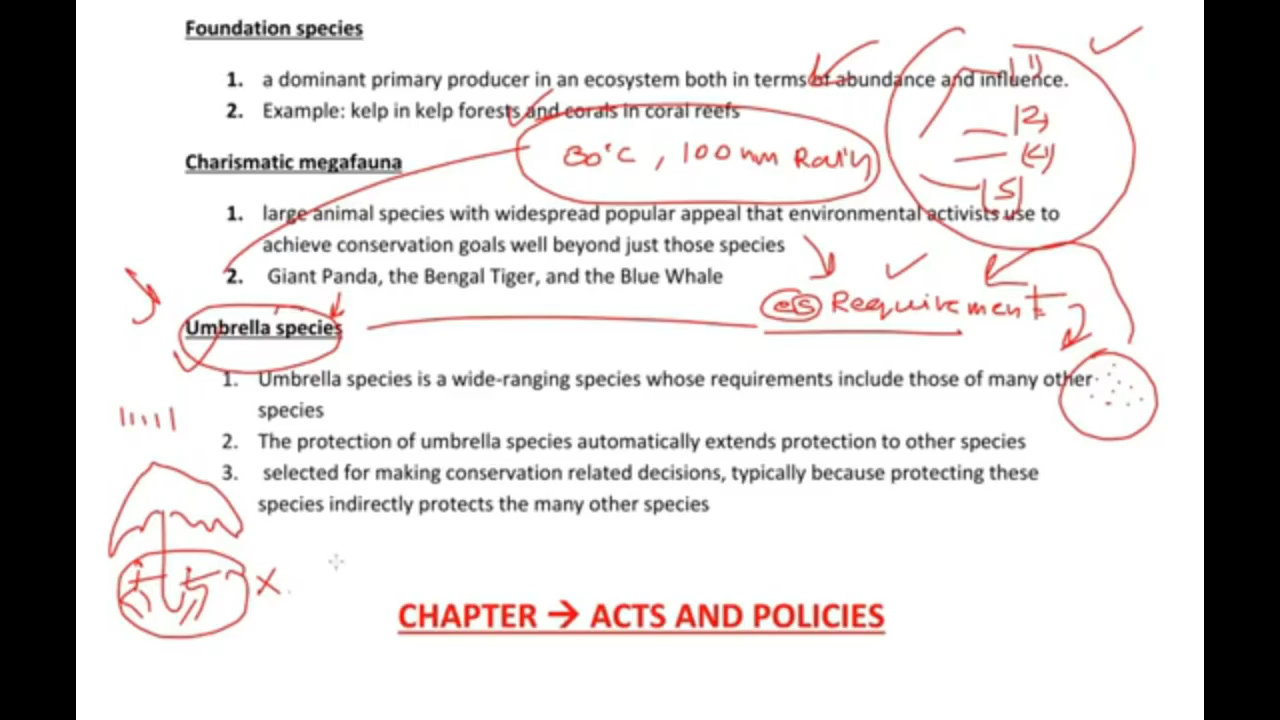 Foundation species
1. a dominant primary producer in an ecosystem both in terms of abundance and influence.
2. Example: kelp in kelp forests and corals in coral reefs
Charismatic megafauna
1. large animal species with widespread popular appeal that environmental activists use to
achieve conservation goals well beyond just those species
2. Giant Panda, the Bengal Tiger, and the Blue Whale
Requirement
Umbrella species
1. Umbrella species is a wide-ranging species whose requirements include those of many other
species
2. The protection of umbrella species automatically extends protection to other species
3. selected for making conservation related decisions, typically because protecting these
species indirectly protects the many other species
CHAPTER → ACTS AND POLICIES